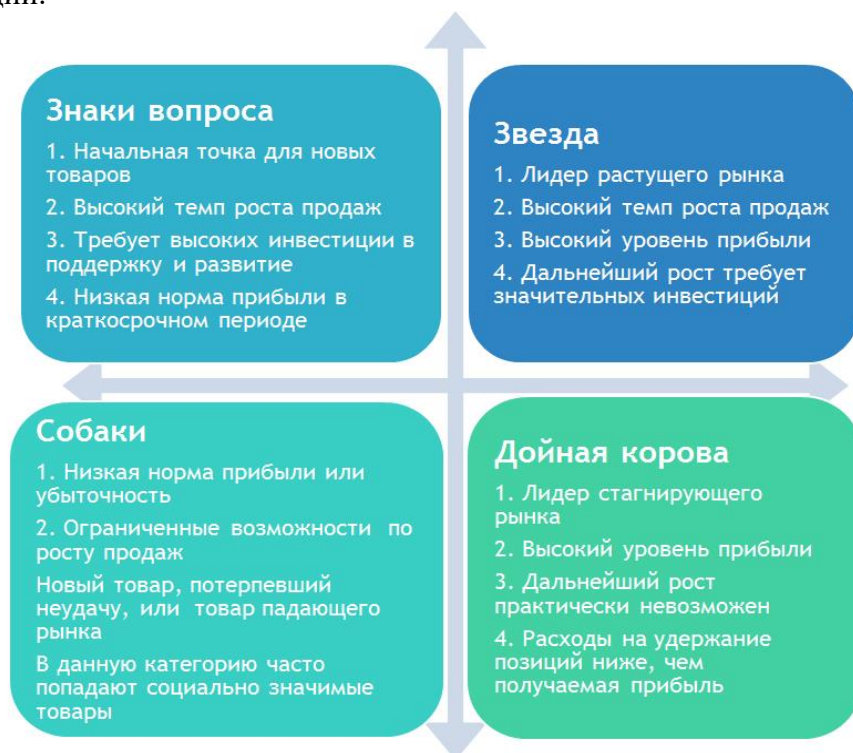 Знаки вопроса
1. Начальная точка для новых
товаров
2. Высокий темп роста продаж
3. Требует высоких инвестиции в
поддержку и развитие
4. Низкая норма прибыли в
краткосрочном периоде
Звезда
1. Лидер растущего рынка
2. Высокий темп роста продаж
3. Высокий уровень прибыли
4. Дальнейший рост требует
значительных инвестиций
Собаки
1. Низкая норма прибыли или
убыточность
2. Ограниченные возможности по
росту продаж
Новый товар, потерпевший
неудачу, или товар падающего
рынка
В данную категорию часто
попадают социально значимые
товары
Дойная корова
1. Лидер стагнирующего
рынка
2. Высокий уровень прибыли
3. Дальнейший рост
практически невозможен
4. Расходы на удержание
позиций ниже, чем
получаемая прибыль